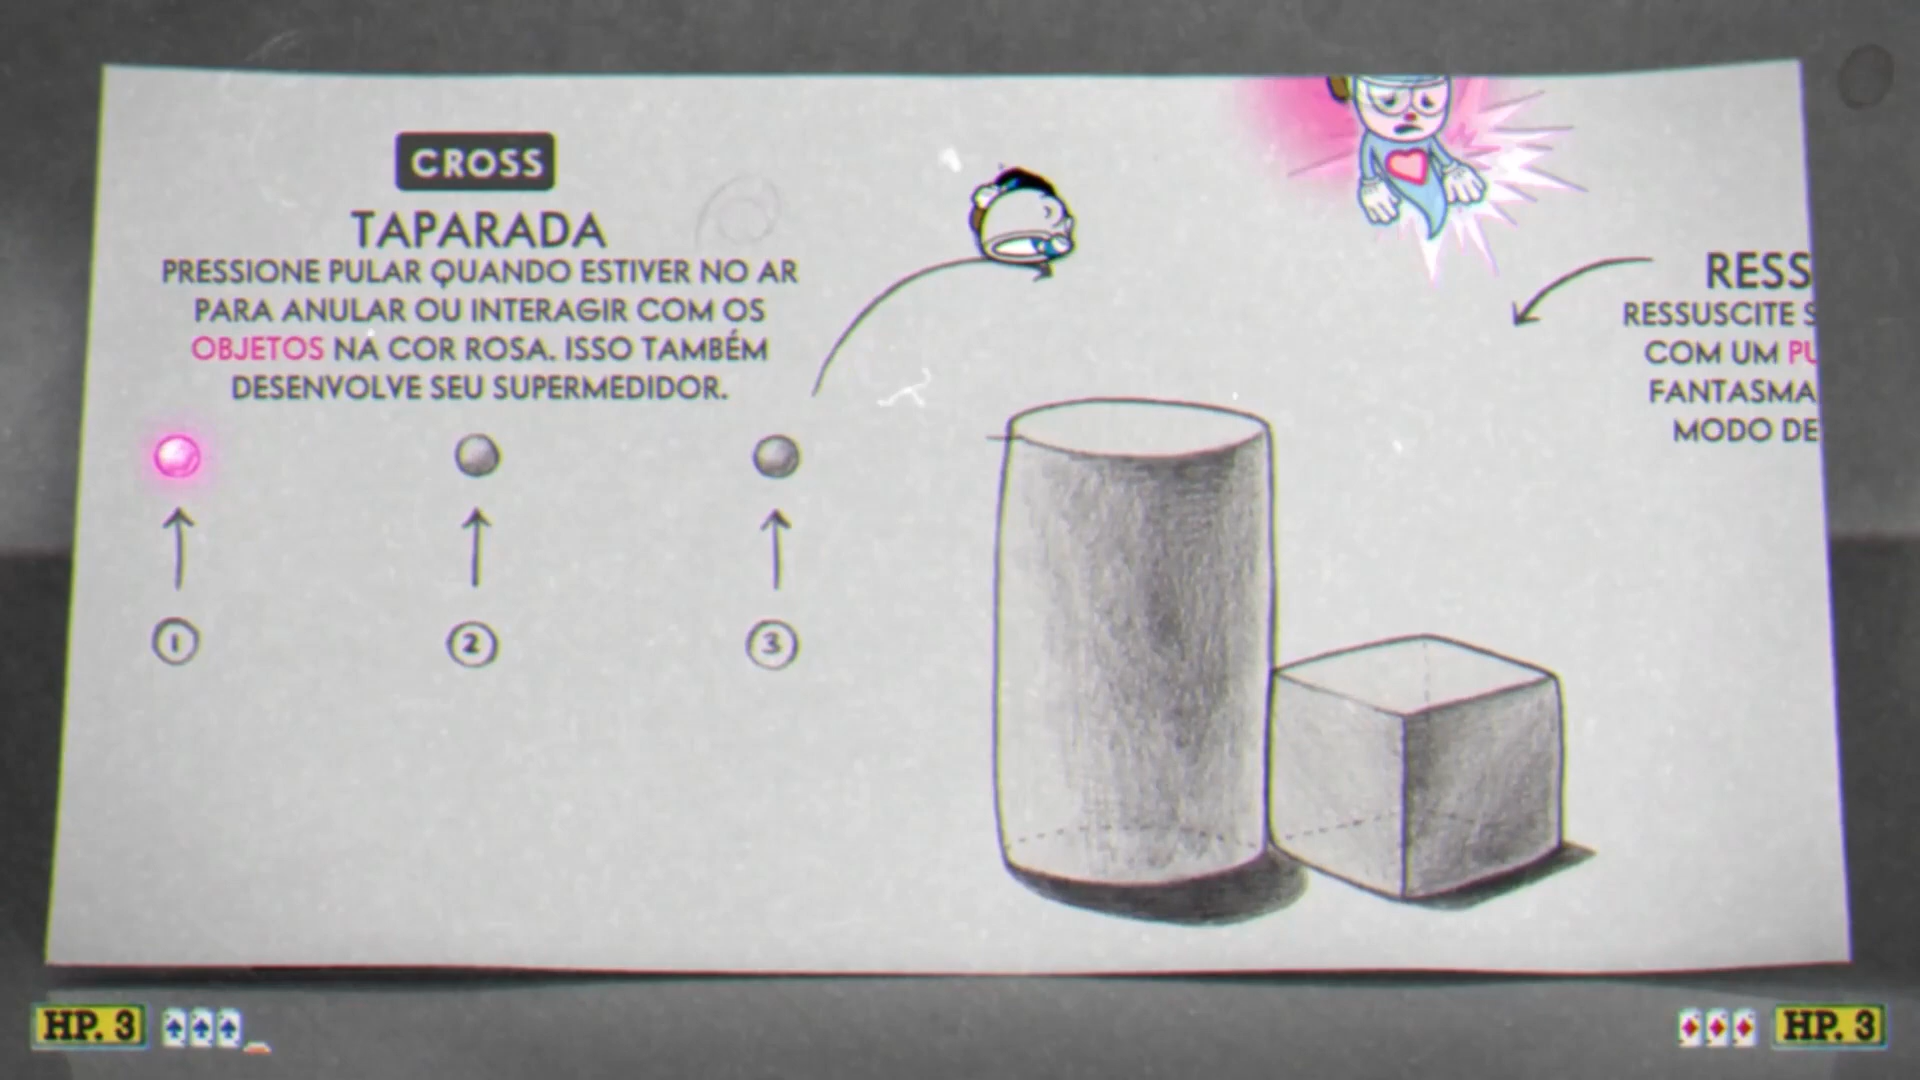 CROSS
TAPARADA
PRESSIONE PULAR QUANDO ESTIVER NO AR
PARA ANULAR OU INTERAGIR COM OS
OBJETOS NA COR ROSA. ISSO TAMBÉM
DESENVOLVE SEU SUPERMEDIDOR.
1
2
3
RESS
RESSUSCITE S
COM UM PU
FANTASMA
MODO DE
HP. 3
HP. 3